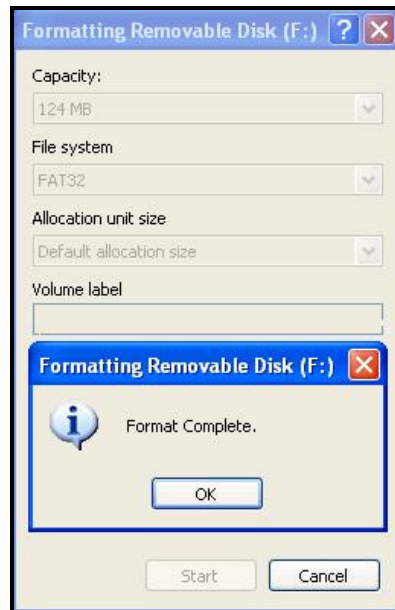 Formatting Removable Disk (F:)
Capacity:
124 MB
File system
FAT32
Allocation unit size
Default allocation size
Volume label
Formatting Removable Disk (F:)
Format Complete.
OK
Start Cancel